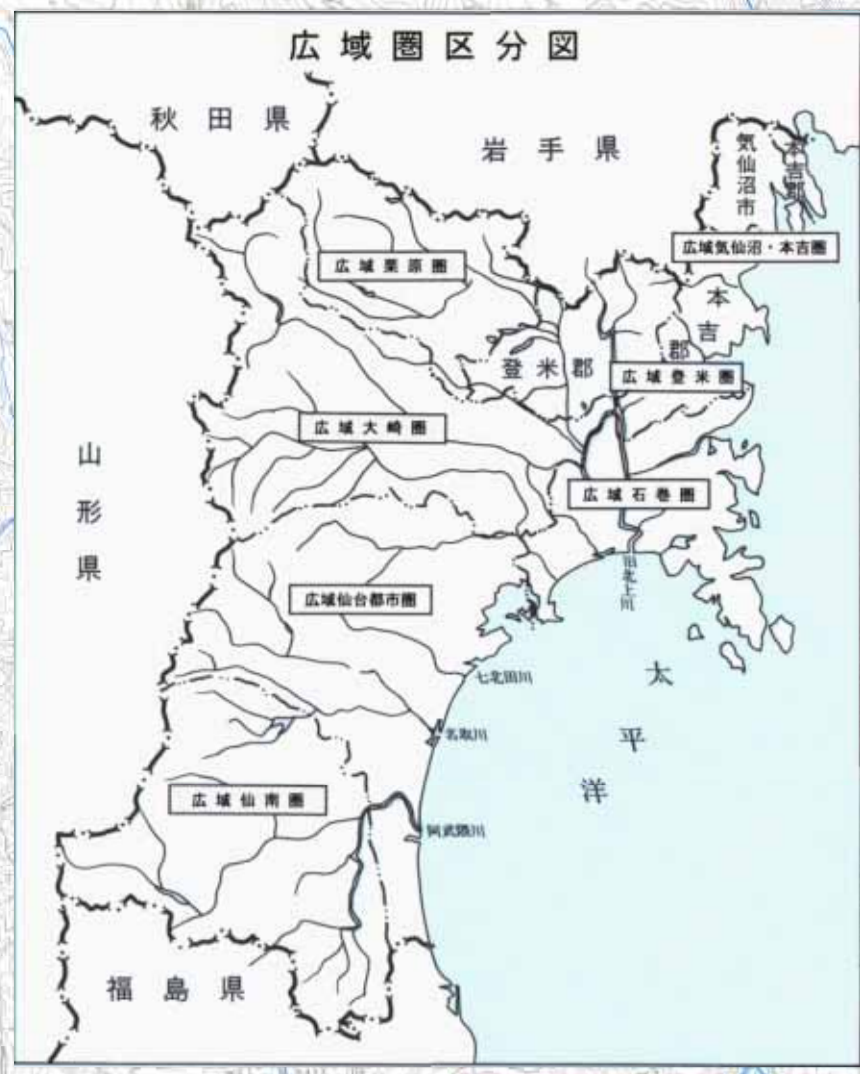 広域圏区分図
秋田県
岩手県
気仙沼市
本吉郡
広域気仙沼・本吉圏
広域栗原圏
本吉郡
登米郡
広域登米圏
広域大崎圏
山形県
広域石巻圏
旧北上川
広域仙台都市圏
七北田川
太平洋
名取川
広域仙南圏
阿武隈川
福島県